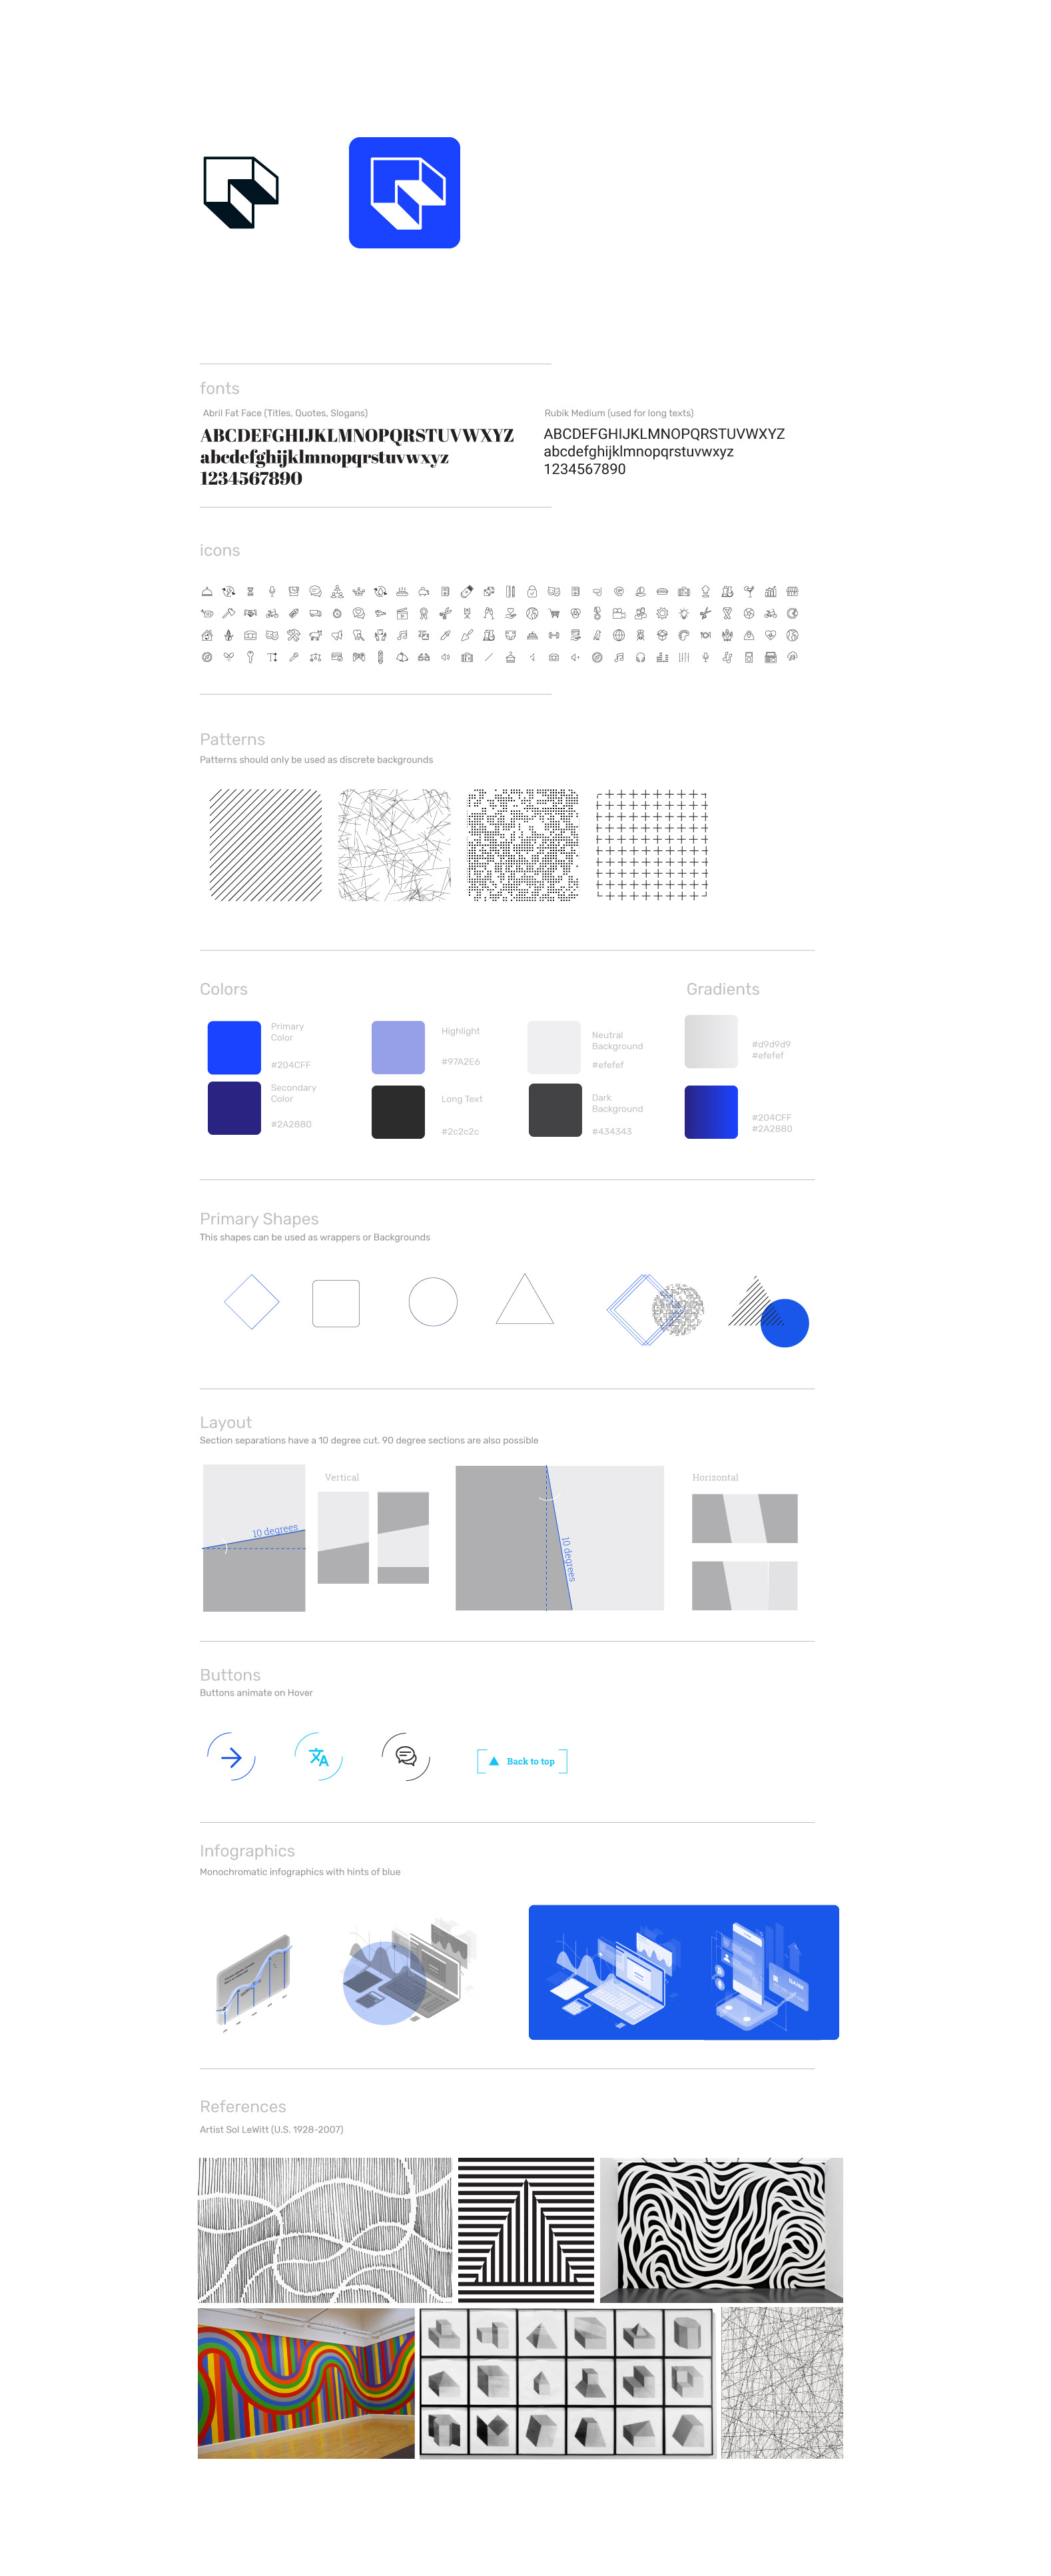 fonts
Abril Fat Face (Titles, Quotes, Slogans)
ABCDEFGHIJKLMNOPQRSTUVWXYZ
abcdefghijklmnopqrstuvwxyz
1234567890
Rubik Medium (used for long texts)
ABCDEFGHIJKLMNOPQRSTUVWXYZ
abcdefghijklmnopqrstuvwxyz
1234567890
icons
Patterns
Patterns should only be used as discrete backgrounds
Colors
Primary
Color
#204CFF
Secondary
Color
#2A2880
Highlight
#97A2E6
Long Text
#2c2c2c
Neutral
Background
#efefef
Dark
Background
#434343
Gradients
#d9d9d9
#efefef
#204CFF
#2A2880
Primary Shapes
This shapes can be used as wrappers or Backgrounds
Layout
Section separations have a 10 degree cut. 90 degree sections are also possible
10 degrees
Vertical
10 degrees
Horizontal
Buttons
Buttons animate on Hover
Back to top
Infographics
Monochromatic infographics with hints of blue
BANK
References
Artist Sol LeWitt (U.S. 1928-2007)